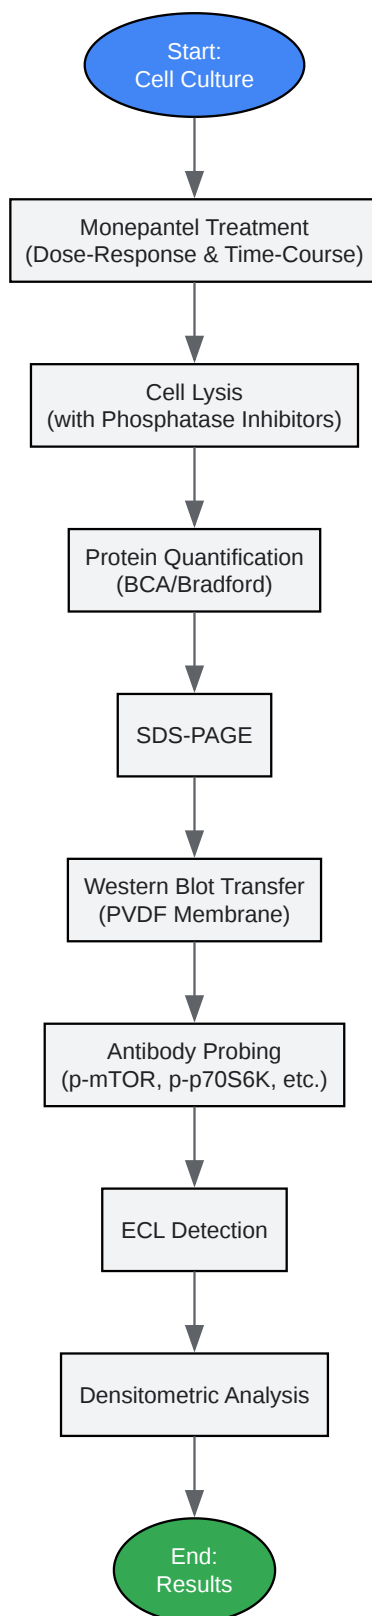 Start:
Cell Culture
Monepantel Treatment
(Dose-Response & Time-Course)
Cell Lysis
(with Phosphatase Inhibitors)
Protein Quantification
(BCA/Bradford)
SDS-PAGE
Western Blot Transfer
(PVDF Membrane)
Antibody Probing
(p-mTOR, p-p70S6K, etc.)
ECL Detection
Densitometric Analysis
End:
Results